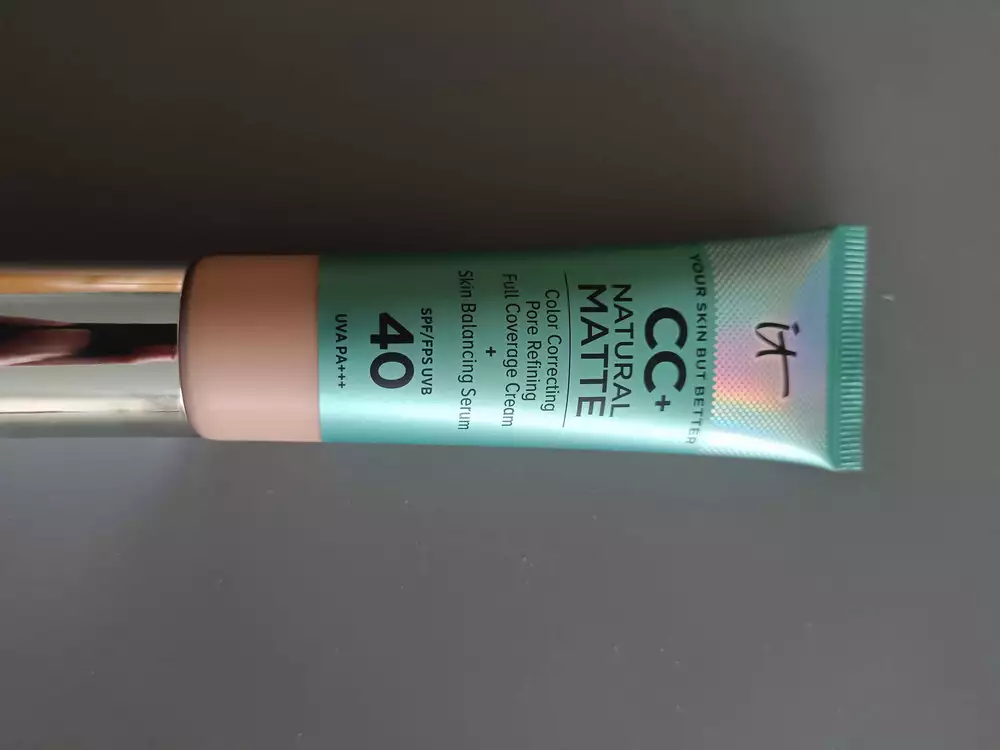 it
YOUR SKIN BUT BETTER
CC+
NATURAL
MATTE
Color Correcting
Pore Refining
Full Coverage Cream
+
Skin Balancing Serum
SPF/FPS UVB
40
UVA PA+++